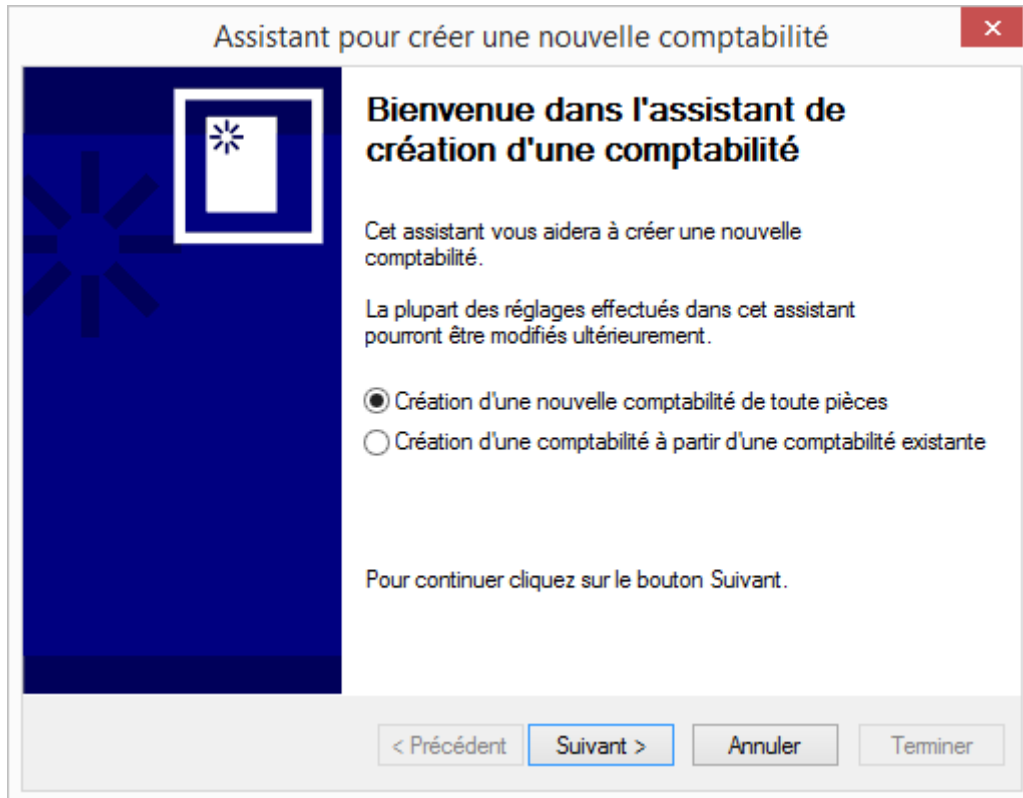 Assistant pour créer une nouvelle comptabilité
Bienvenue dans l'assistant de
création d'une comptabilité
Cet assistant vous aidera à créer une nouvelle
comptabilité.
La plupart des réglages effectués dans cet assistant
pourront être modifiés ultérieurement.
Création d'une nouvelle comptabilité de toute pièces
Création d'une comptabilité à partir d'une comptabilité existante
Pour continuer cliquez sur le bouton Suivant.
< Précédent Suivant > Annuler Terminer